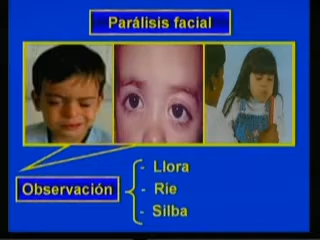 Parálisis facial
Observación
- Llora
- Rie
- Silba